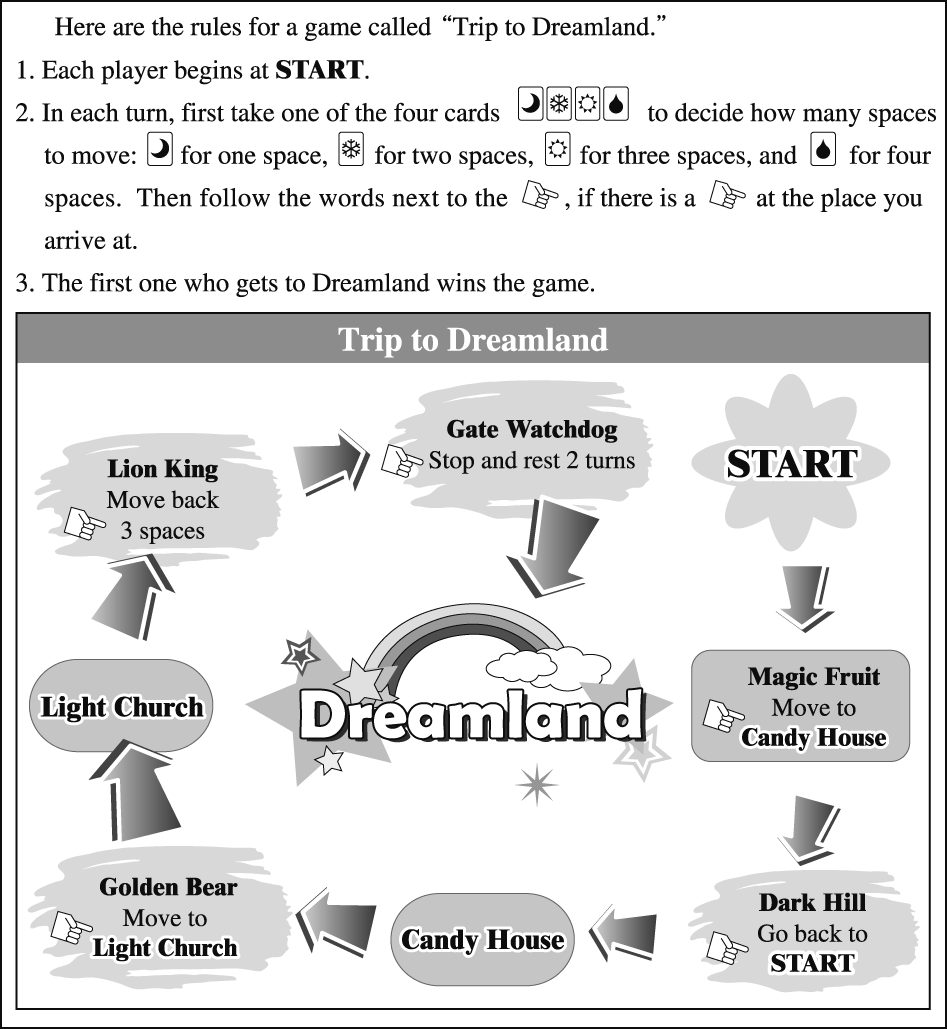 Here are the rules for a game called “Trip to Dreamland.”
1. Each player begins at START.
2. In each turn, first take one of the four cards to decide how many spaces
to move: for one space, for two spaces, for three spaces, and for four
spaces. Then follow the words next to the , if there is a at the place you
arrive at.
3. The first one who gets to Dreamland wins the game.
Trip to Dreamland
START
Magic Fruit
Move to
Candy House
Dark Hill
Go back to
START
Candy House
Golden Bear
Move to
Light Church
Light Church
Lion King
Move back
3 spaces
Gate Watchdog
Stop and rest 2 turns
Dreamland